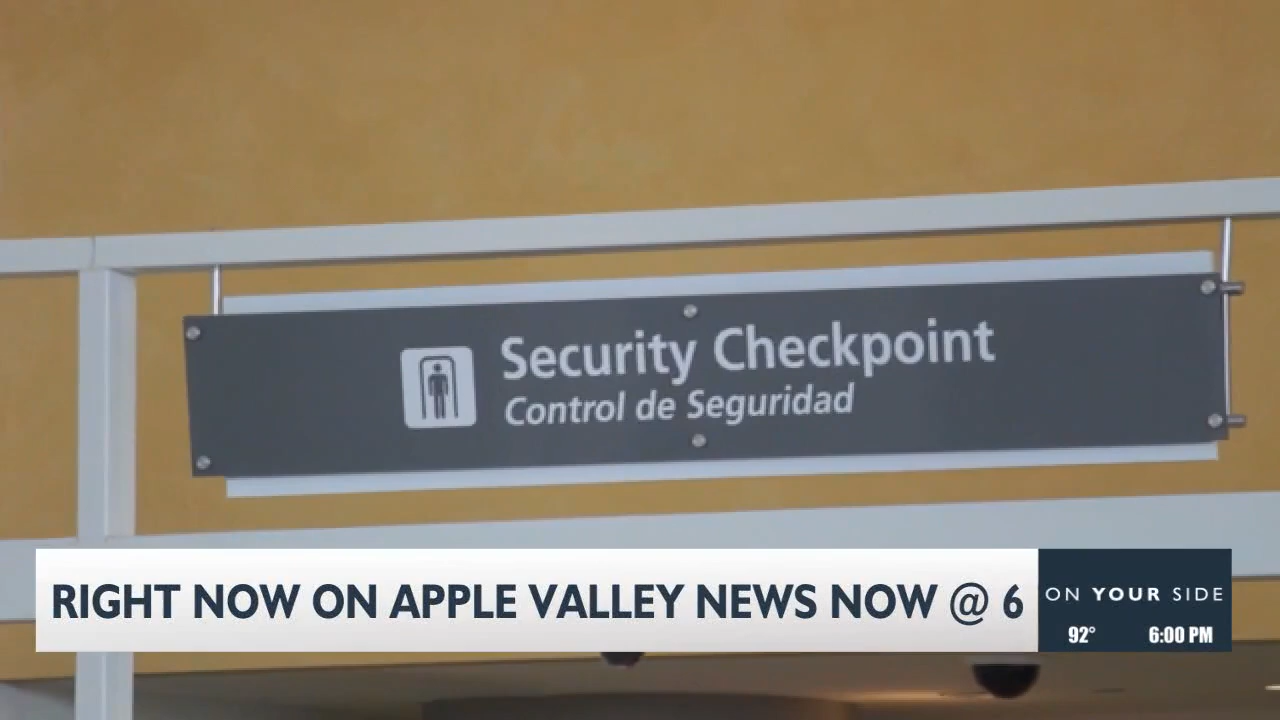 Security Checkpoint
Control de Seguridad
RIGHT NOW ON APPLE VALLEY NEWS NOW @ 6
ON YOUR SIDE
92° 6:00 PM